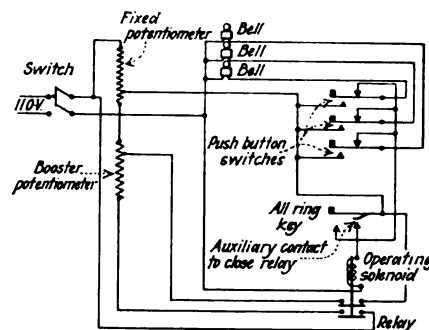 Fixed
potentiometer
Bell
Bell
Bell
Switch
110V.
Push button
switches
Booster
potentiometer
All ring
key
Auxiliary contact
to close relay
Operating
solenoid
Relay